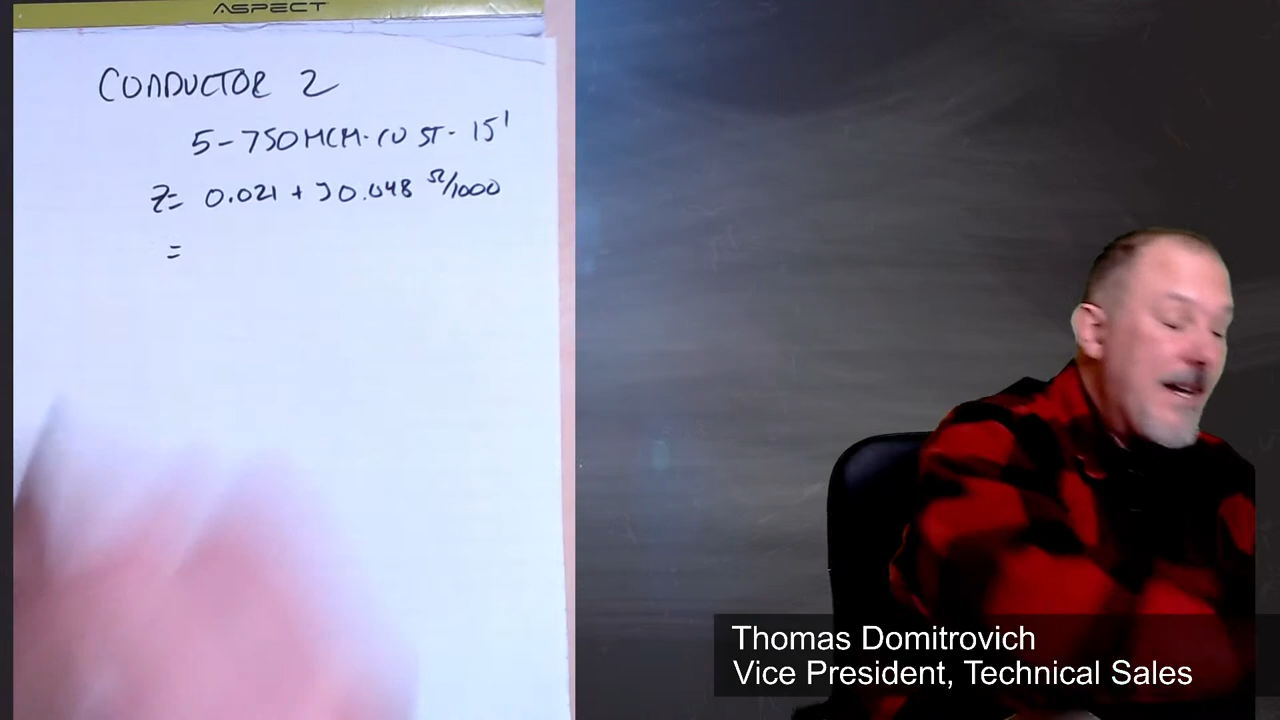 ASPECT
CONDUCTOR 2
5-750MCM-CU ST- 15'
Z= 0.021 + J0.048 Ω/1000
=
Thomas Domitrovich
Vice President, Technical Sales